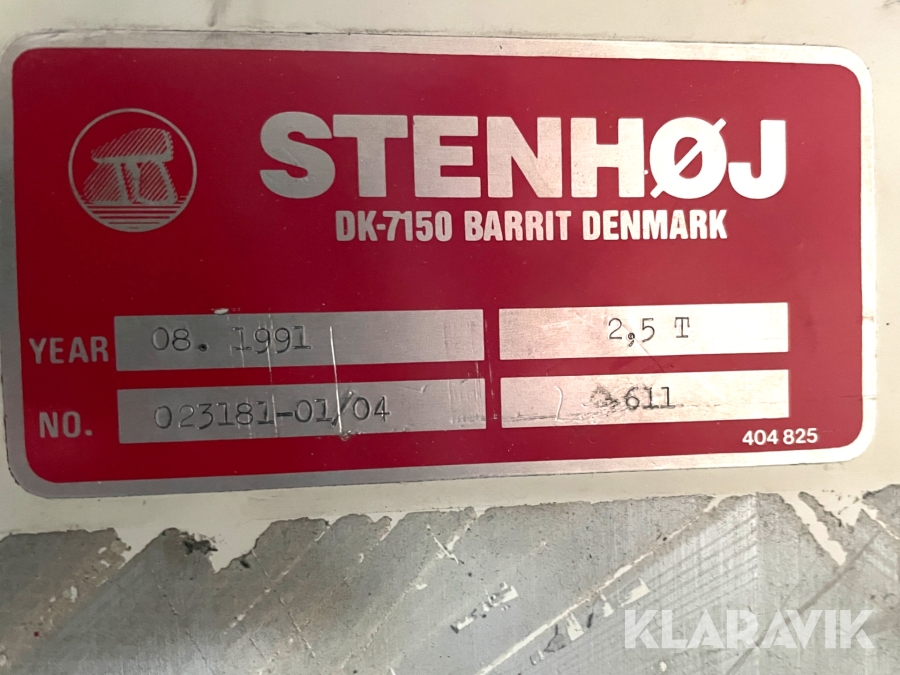 STENHØJ
DK-7150 BARRIT DENMARK
YEAR 08. 1991 2,5 T
NO. 023181-01/04 611
404 825
KLARAVIK